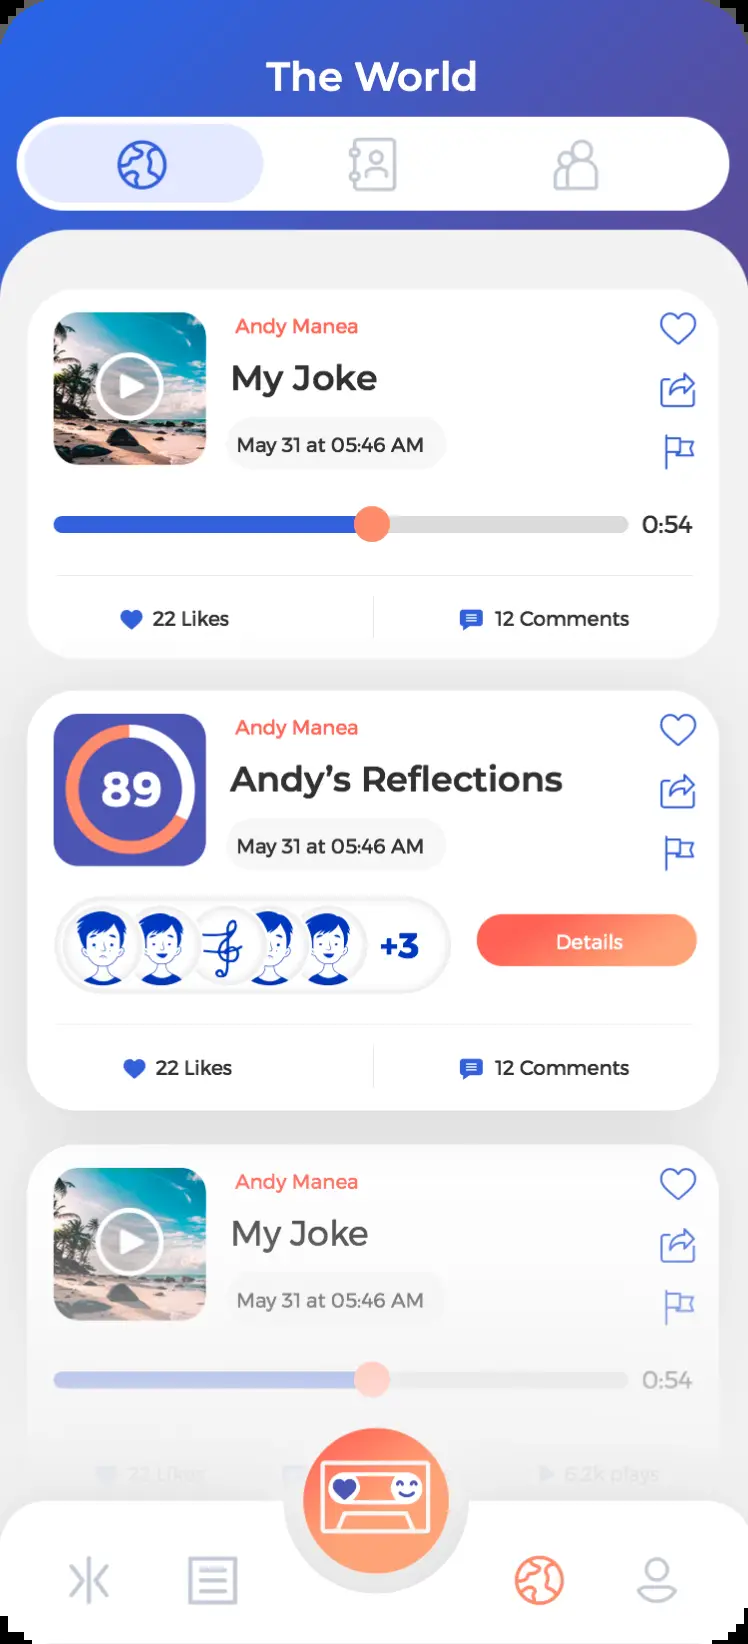 The World
Andy Manea
My Joke
May 31 at 05:46 AM
0:54
22 Likes
12 Comments
89
Andy Manea
Andy’s Reflections
May 31 at 05:46 AM
+3
Details
22 Likes
12 Comments
Andy Manea
My Joke
May 31 at 05:46 AM
0:54
22 Likes
6.2k plays